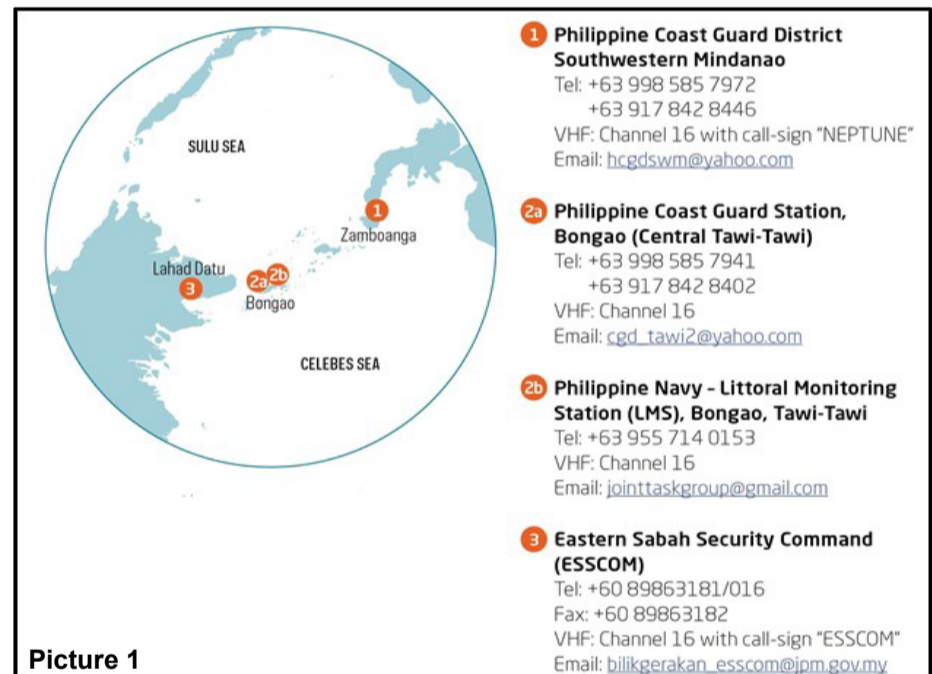 SULU SEA
1
Zamboanga
Lahad Datu
3
2a
2b
Bongao
CELEBES SEA
1 Philippine Coast Guard District
Southwestern Mindanao
Tel: +63 998 585 7972
+63 917 842 8446
VHF: Channel 16 with call-sign "NEPTUNE"
Email: hcgdswm@yahoo.com
2a Philippine Coast Guard Station,
Bongao (Central Tawi-Tawi)
Tel: +63 998 585 7941
+63 917 842 8402
VHF: Channel 16
Email: cgd_tawi2@yahoo.com
2b Philippine Navy – Littoral Monitoring
Station (LMS), Bongao, Tawi-Tawi
Tel: +63 955 714 0153
VHF: Channel 16
Email: jointtaskgroup@gmail.com
3 Eastern Sabah Security Command
(ESSCOM)
Tel: +60 89863181/016
Fax: +60 89863182
VHF: Channel 16 with call-sign "ESSCOM"
Email: bilikgerakan_esscom@jpm.gov.my
Picture 1